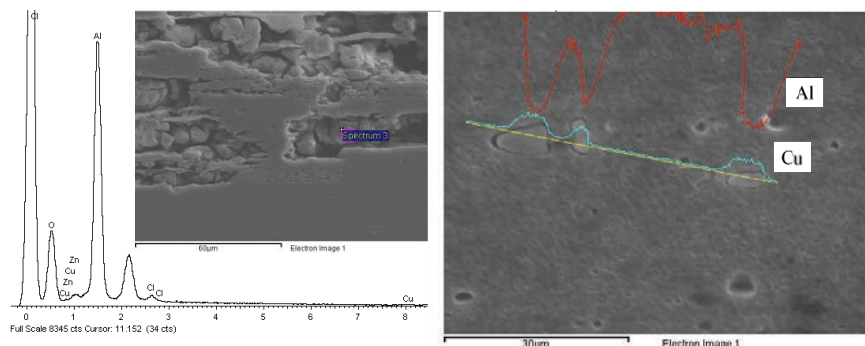 Cl
Al
O
Zn
Cu
Zn
Cu
Cl
Cl
Cu
0 1 2 3 4 5 6 7 8
Full Scale 8345 cts Cursor: 11.152 (34 cts)
Spectrum 3
60µm Electron Image 1
Al
Cu
30µm Electron Image 1